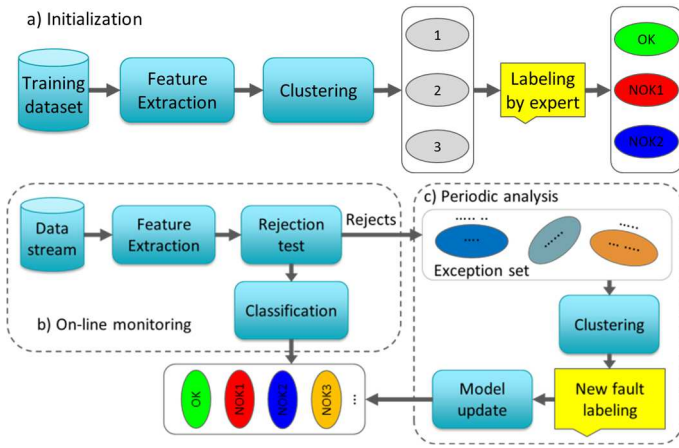 a) Initialization
Training
dataset
Feature
Extraction
Clustering
1
2
3
Labeling
by expert
OK
NOK1
NOK2
Data
stream
Feature
Extraction
Rejection
test
Rejects
Classification
b) On-line monitoring
c) Periodic analysis
Exception set
Clustering
New fault
labeling
Model
update
OK
NOK1
NOK2
NOK3
...